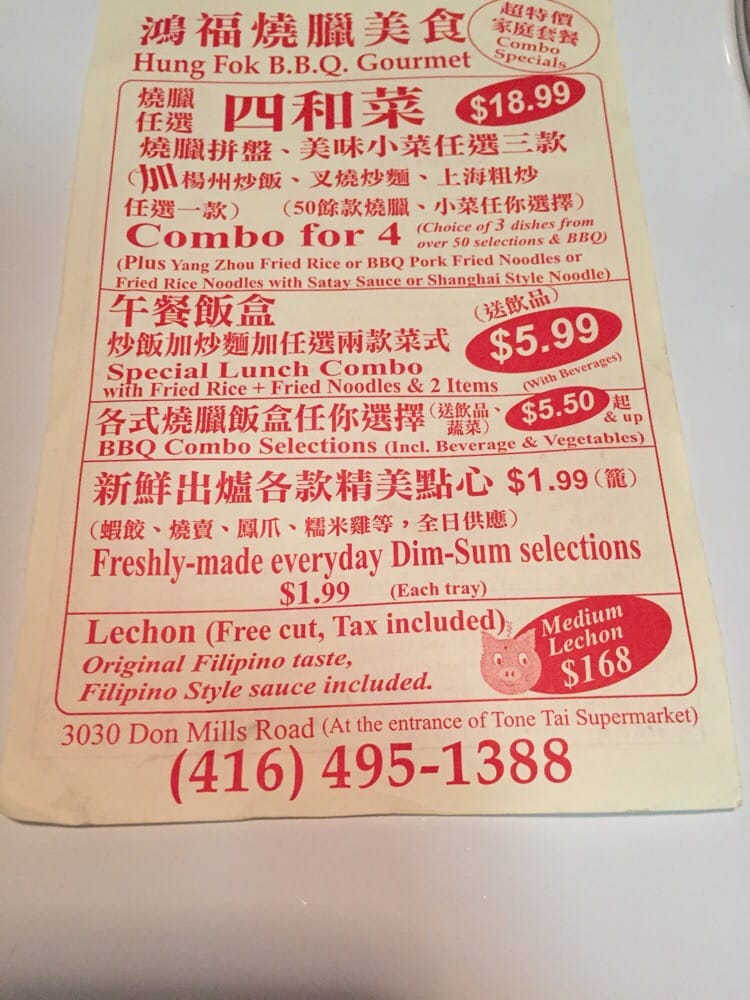 鴻福燒臘美食
Hung Fok B.B.Q. Gourmet
超特價
家庭套餐
Combo
Specials
燒臘
任選
四和菜
$18.99
燒臘拼盤、美味小菜任選三款
(加楊州炒飯、叉燒炒麵、上海粗炒
任選一款) (50餘款燒臘、小菜任你選擇)
Combo for 4
(Choice of 3 dishes from
over 50 selections & BBQ)
(Plus Yang Zhou Fried Rice or BBQ Pork Fried Noodles or
Fried Rice Noodles with Satay Sauce or Shanghai Style Noodle)
午餐飯盒
(送飲品)
炒飯加炒麵加任選兩款菜式
$5.99
Special Lunch Combo
with Fried Rice + Fried Noodles & 2 Items
(With Beverages)
各式燒臘飯盒任你選擇
(送飲品、
蔬菜)
$5.50
起
& up
BBQ Combo Selections (Incl. Beverage & Vegetables)
新鮮出爐各款精美點心 $1.99 (籠)
(蝦餃、燒賣、鳳爪、糯米雞等，全日供應)
Freshly-made everyday Dim-Sum selections
$1.99 (Each tray)
Lechon (Free cut, Tax included)
Original Filipino taste,
Filipino Style sauce included.
Medium
Lechon
$168
3030 Don Mills Road (At the entrance of Tone Tai Supermarket)
(416) 495-1388